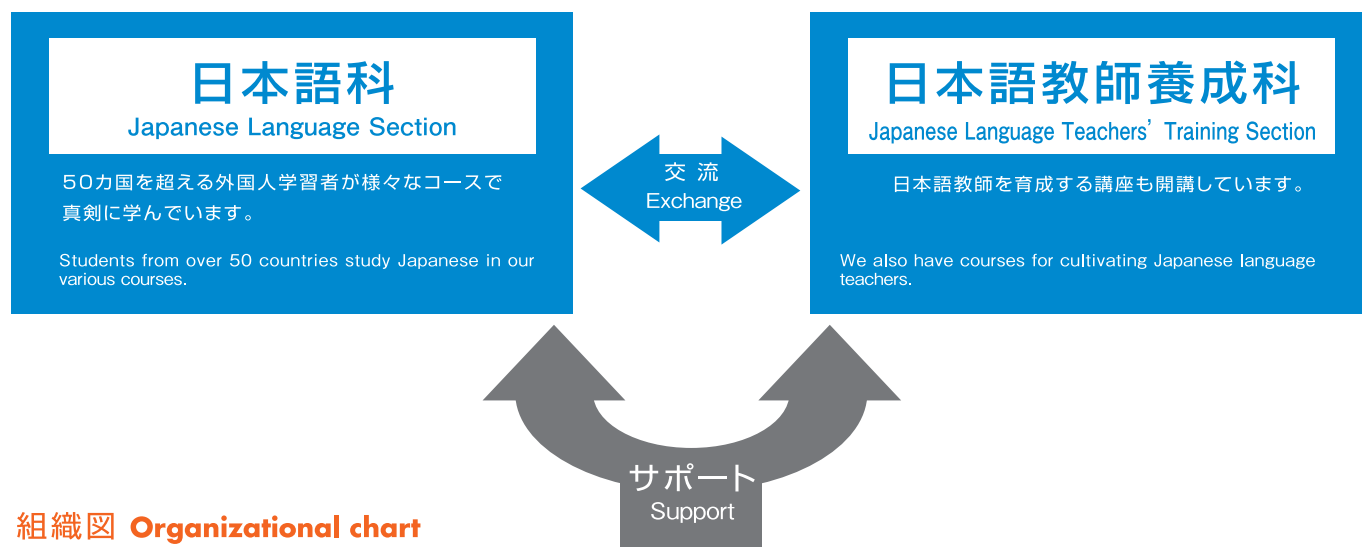 日本語科
Japanese Language Section
50カ国を超える外国人学習者が様々なコースで
真剣に学んでいます。
Students from over 50 countries study Japanese in our
various courses.
交流
Exchange
日本語教師養成科
Japanese Language Teachers' Training Section
日本語教師を育成する講座も開講しています。
We also have courses for cultivating Japanese language
teachers.
サポート
Support
組織図 Organizational chart